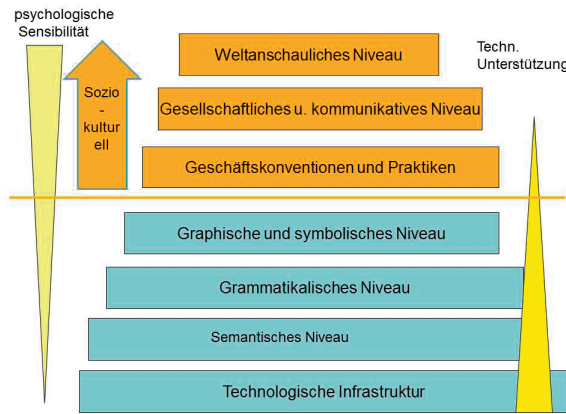 psychologische
Sensibilität
Techn.
Unterstützung
Sozio
-
kultur
ell
Weltanschauliches Niveau
Gesellschaftliches u. kommunikatives Niveau
Geschäftskonventionen und Praktiken
Graphische und symbolisches Niveau
Grammatikalisches Niveau
Semantisches Niveau
Technologische Infrastruktur